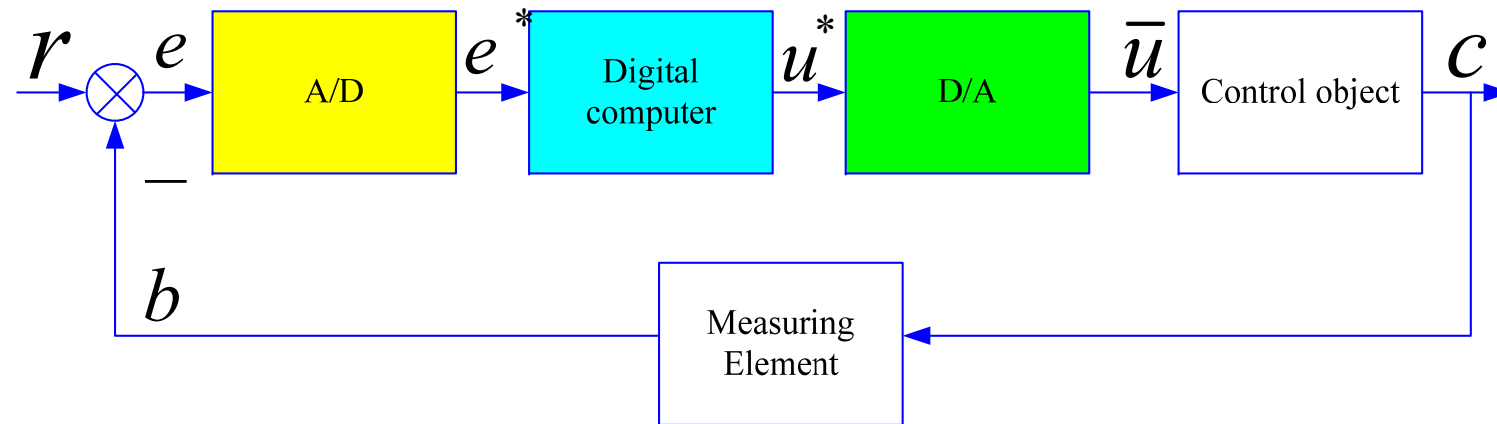 r
e
A/D
e*
Digital
computer
u*
D/A
u̅
Control object
c
−
b
Measuring
Element